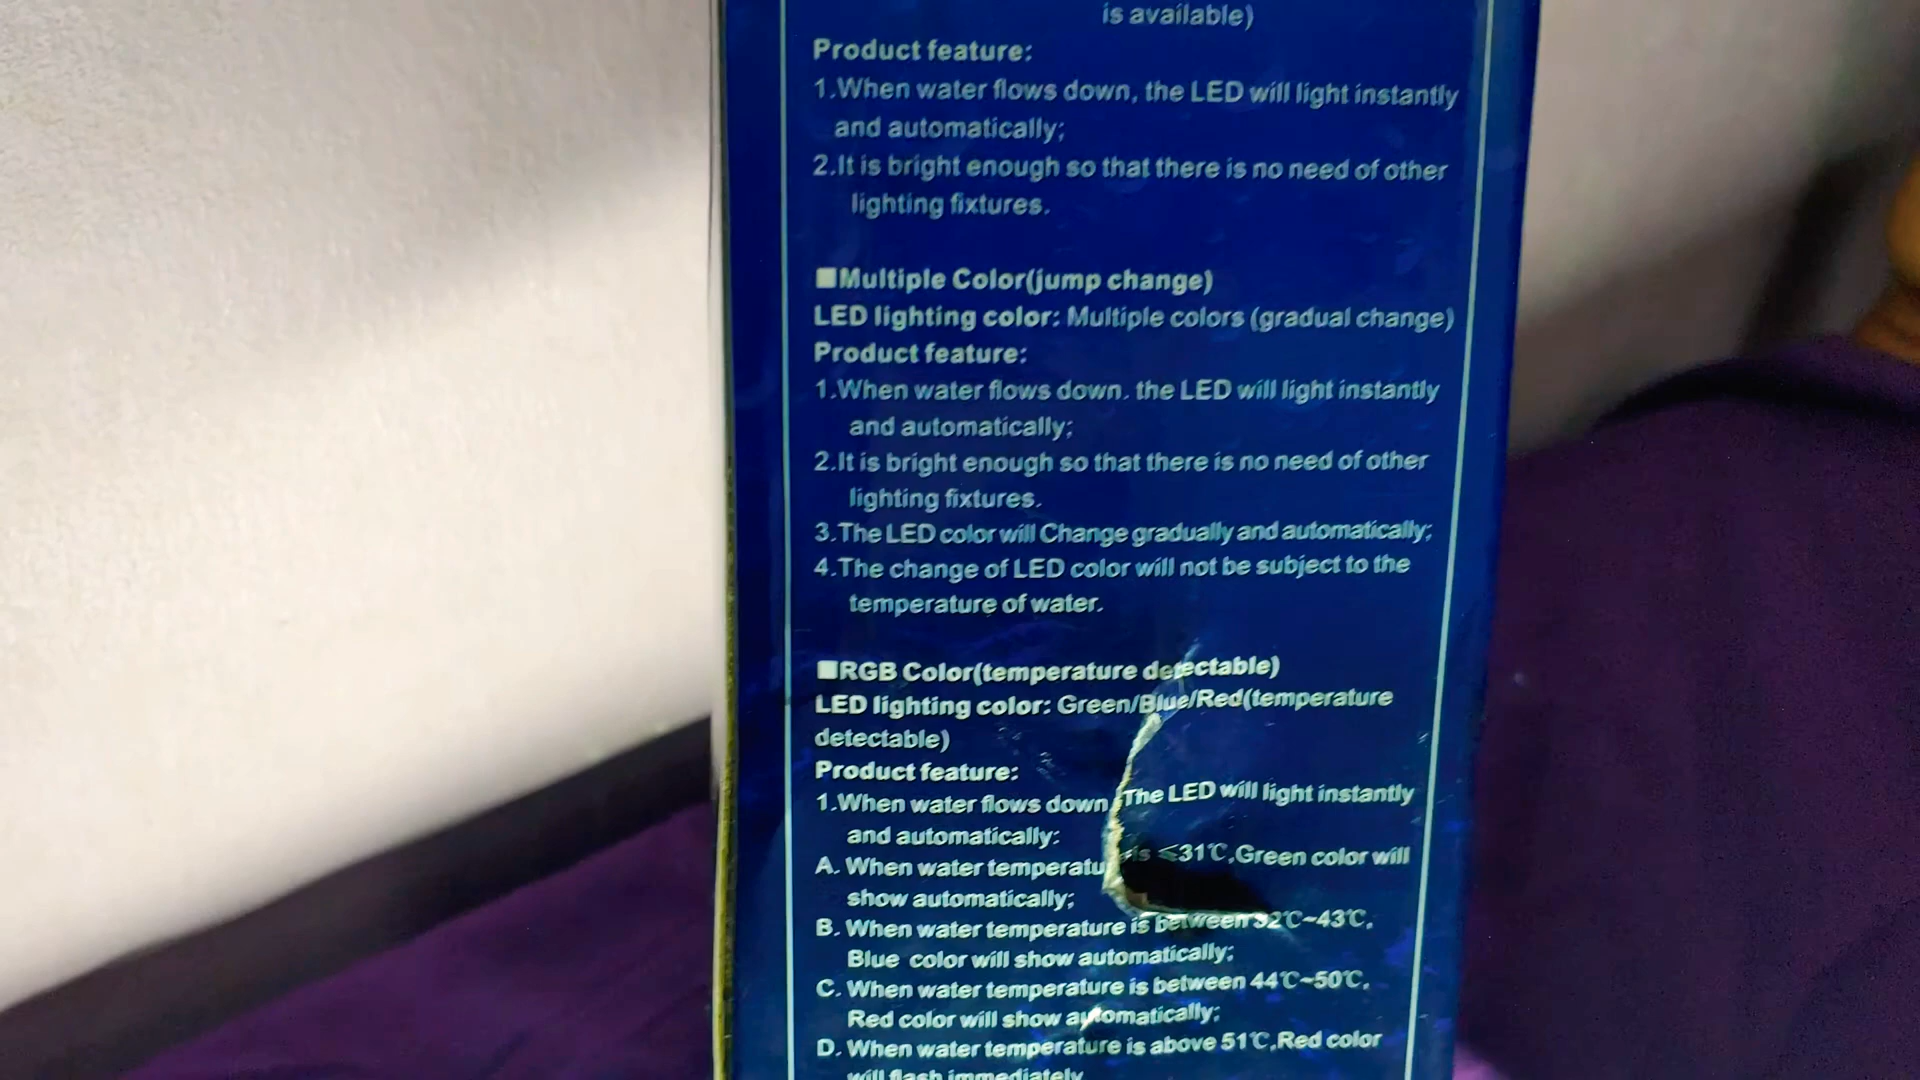 is available)
Product feature:
1.When water flows down, the LED will light instantly
and automatically;
2.It is bright enough so that there is no need of other
lighting fixtures.
■Multiple Color(jump change)
LED lighting color: Multiple colors (gradual change)
Product feature:
1.When water flows down. the LED will light instantly
and automatically;
2.It is bright enough so that there is no need of other
lighting fixtures.
3.The LED color will Change gradually and automatically;
4.The change of LED color will not be subject to the
temperature of water.
■RGB Color(temperature detectable)
LED lighting color: Green/Blue/Red(temperature
detectable)
Product feature:
1.When water flows down, The LED will light instantly
and automatically:
A. When water temperatu is ≤31℃,Green color will
show automatically;
B. When water temperature is between 32℃~43℃,
Blue color will show automatically;
C. When water temperature is between 44℃~50℃,
Red color will show automatically;
D. When water temperature is above 51℃,Red color
will flash immediately